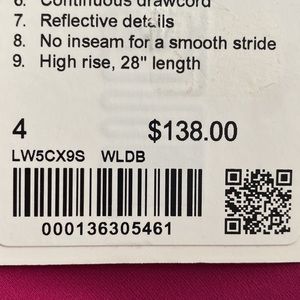 6. Continuous drawcord
7. Reflective details
8. No inseam for a smooth stride
9. High rise, 28" length
4 $138.00
LW5CX9S WLDB
000136305461